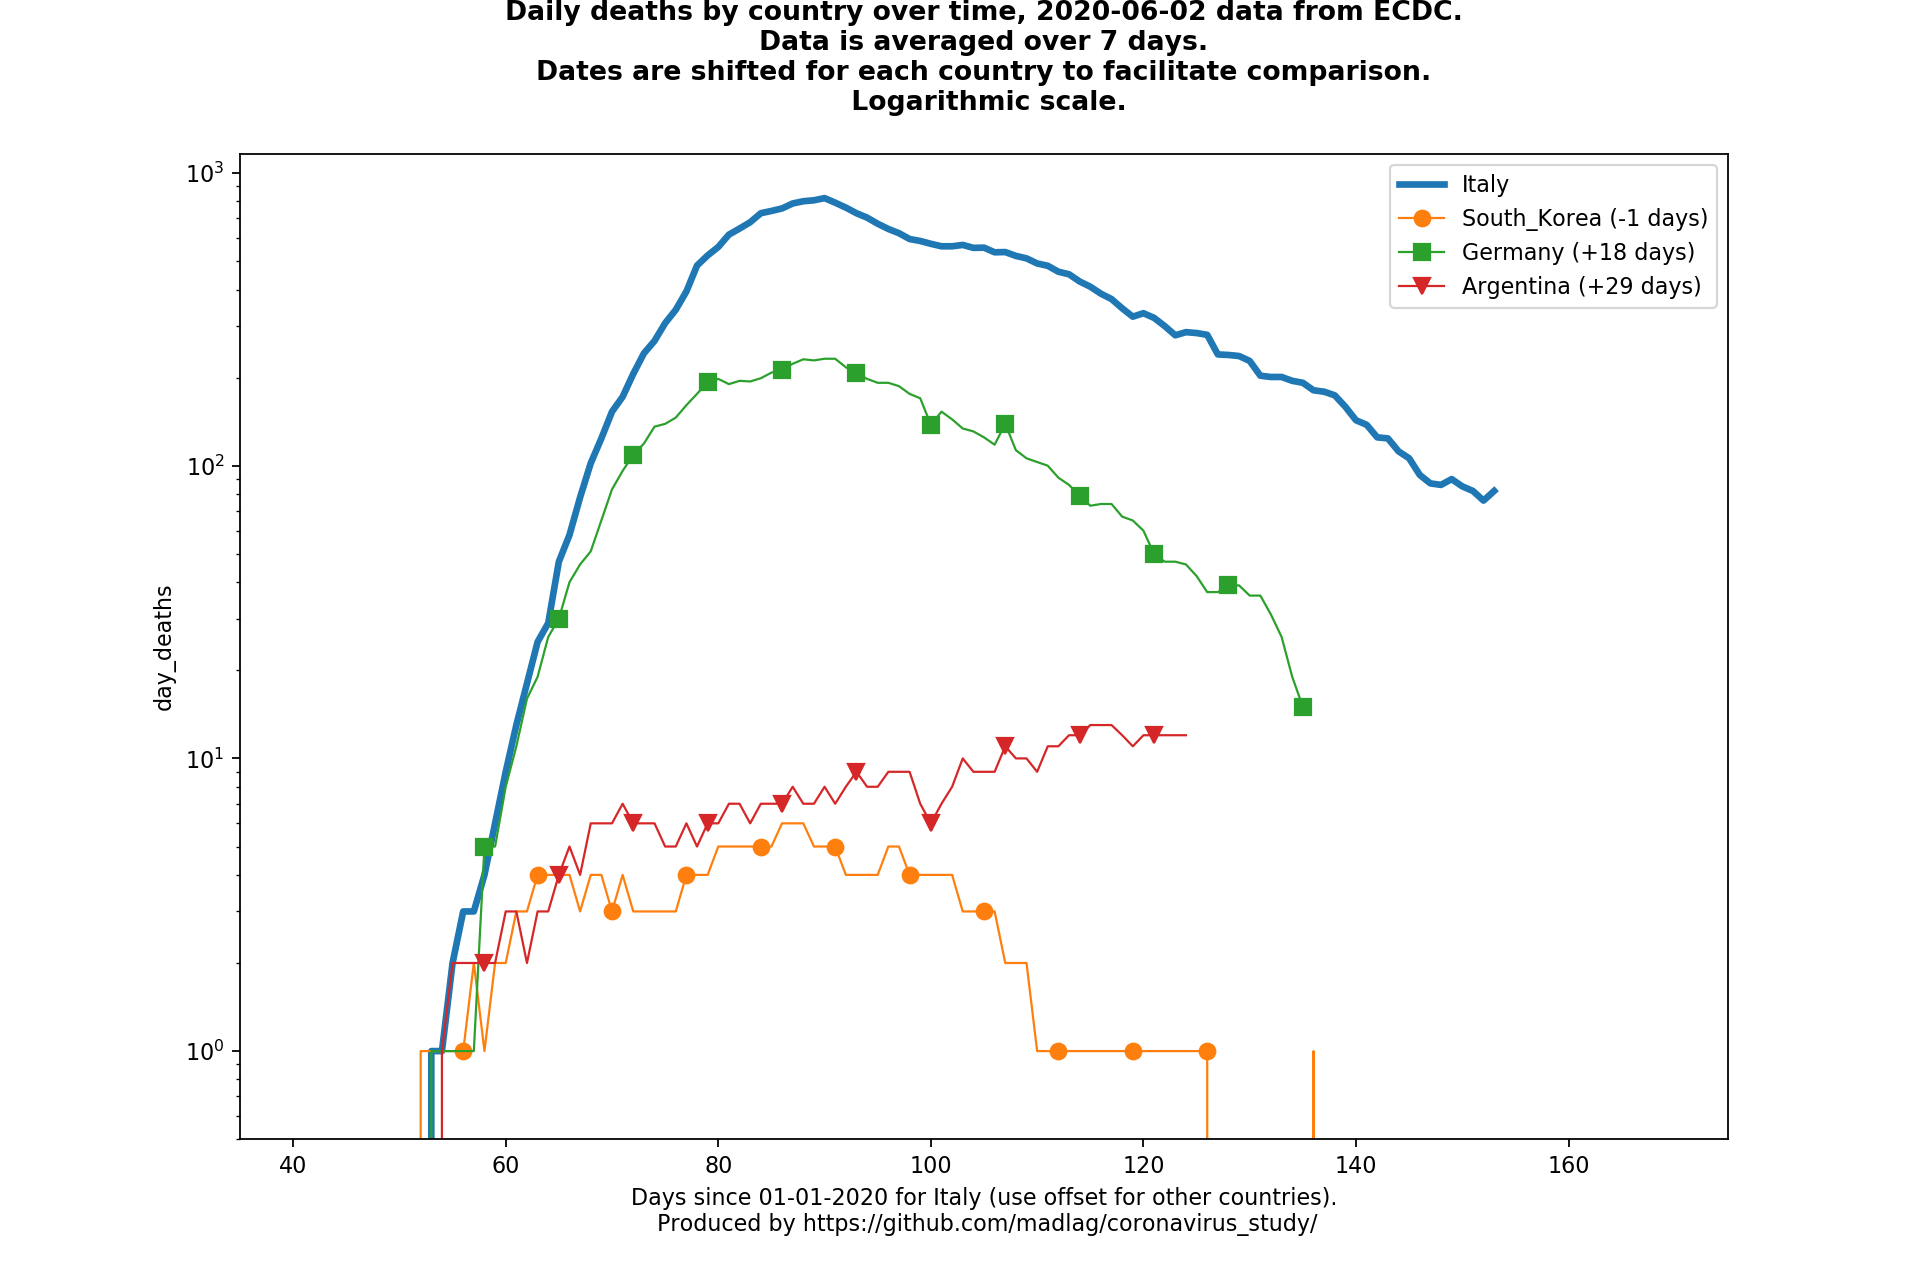 Daily deaths by country over time, 2020-06-02 data from ECDC.
Data is averaged over 7 days.
Dates are shifted for each country to facilitate comparison.
Logarithmic scale.
10³
10²
10¹
10⁰
day_deaths
Italy
South_Korea (-1 days)
Germany (+18 days)
Argentina (+29 days)
40 60 80 100 120 140 160
Days since 01-01-2020 for Italy (use offset for other countries).
Produced by https://github.com/madlag/coronavirus_study/